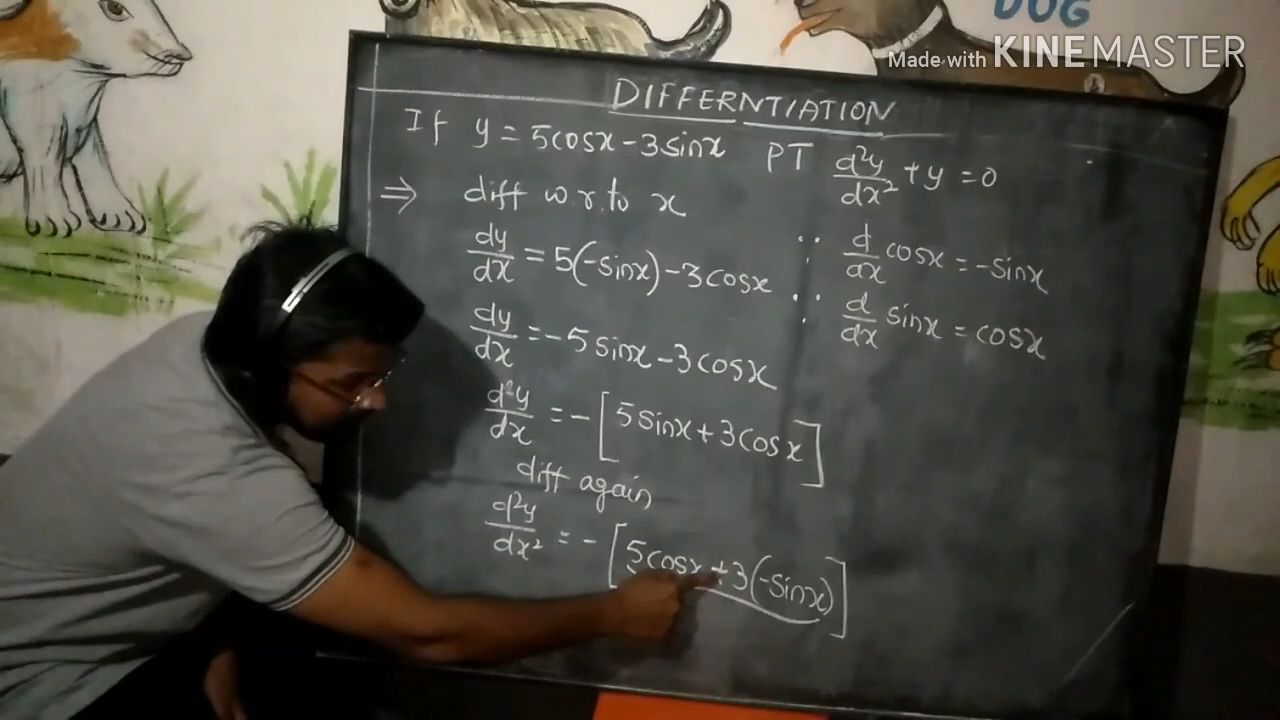 DOG
Made with KINEMASTER
DIFFERNTIATION
If y = 5cosx - 3sinx PT d²y/dx² + y = 0
⇒ diff w.r.to x
dy/dx = 5(-sinx) - 3cosx ∵ d/dx cosx = -sinx
dy/dx = -5sinx - 3cosx ∵ d/dx sinx = cosx
d²y/dx = -[5sinx + 3cosx]
diff again
d²y/dx² = -[5cosx + 3(-sinx)]